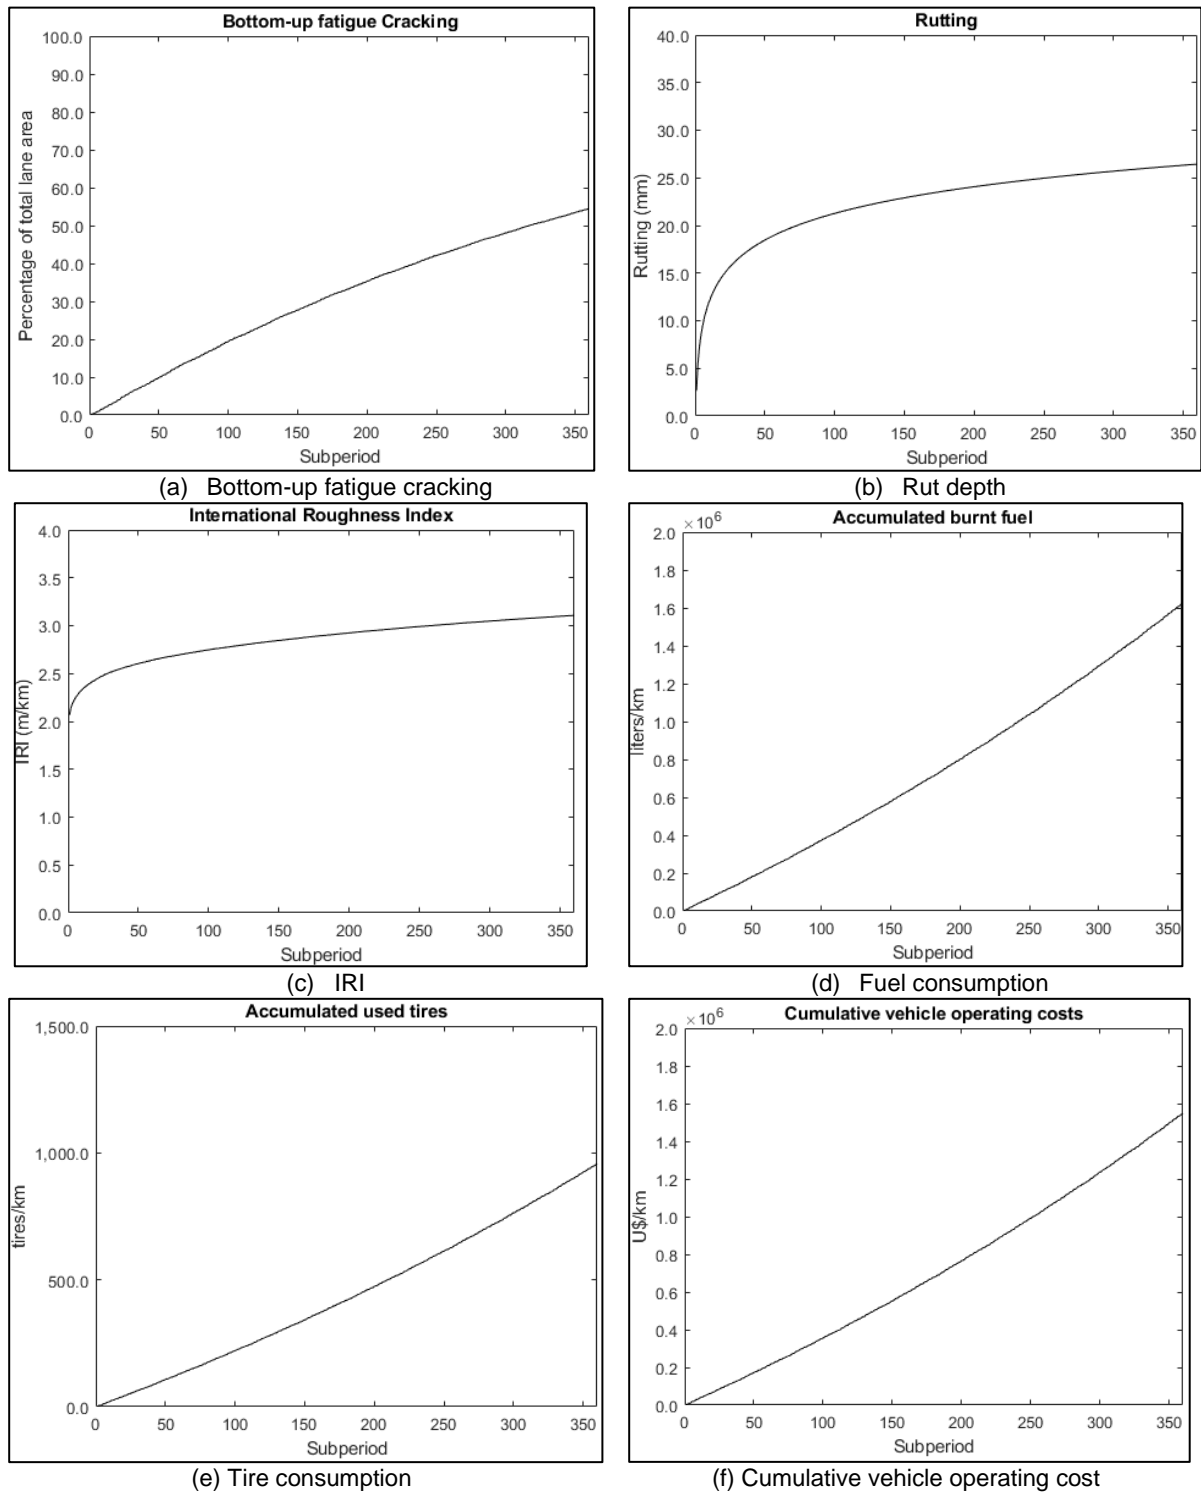 Bottom-up fatigue Cracking
100.0
90.0
80.0
70.0
60.0
50.0
40.0
30.0
20.0
10.0
0.0
Percentage of total lane area
0 50 100 150 200 250 300 350
Subperiod
(a) Bottom-up fatigue cracking
Rutting
40.0
35.0
30.0
25.0
20.0
15.0
10.0
5.0
0.0
Rutting (mm)
0 50 100 150 200 250 300 350
Subperiod
(b) Rut depth
International Roughness Index
4.0
3.5
3.0
2.5
2.0
1.5
1.0
0.5
0.0
IRI (m/km)
0 50 100 150 200 250 300 350
Subperiod
(c) IRI
×10⁶
Accumulated burnt fuel
2.0
1.8
1.6
1.4
1.2
1.0
0.8
0.6
0.4
0.2
0.0
liters/km
0 50 100 150 200 250 300 350
Subperiod
(d) Fuel consumption
Accumulated used tires
1,500.0
1,000.0
500.0
0.0
tires/km
0 50 100 150 200 250 300 350
Subperiod
(e) Tire consumption
×10⁶
Cumulative vehicle operating costs
2.0
1.8
1.6
1.4
1.2
1.0
0.8
0.6
0.4
0.2
0.0
U$/km
0 50 100 150 200 250 300 350
Subperiod
(f) Cumulative vehicle operating cost